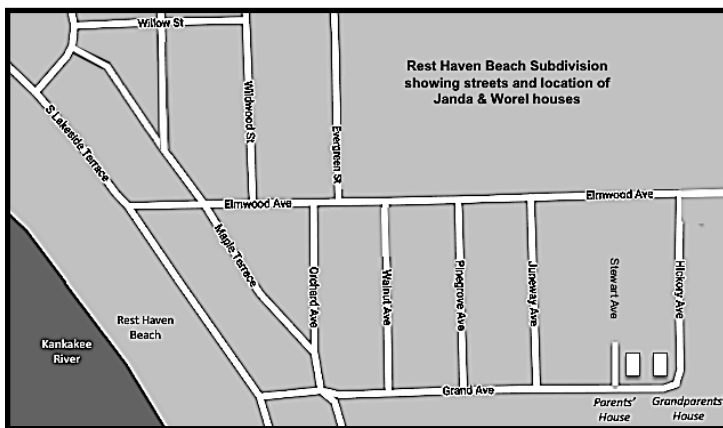 Willow St
Rest Haven Beach Subdivision
showing streets and location of
Janda & Worel houses
Wildwood St
S Lakeside Terrace
Evergreen St
Elmwood Ave
Elmwood Ave
Maple Terrace
Orchard Ave
Walnut Ave
Pinegrove Ave
Juneway Ave
Stewart Ave
Hickory Ave
Rest Haven
Beach
Kankakee
River
Grand Ave
Parents'
House
Grandparents
House